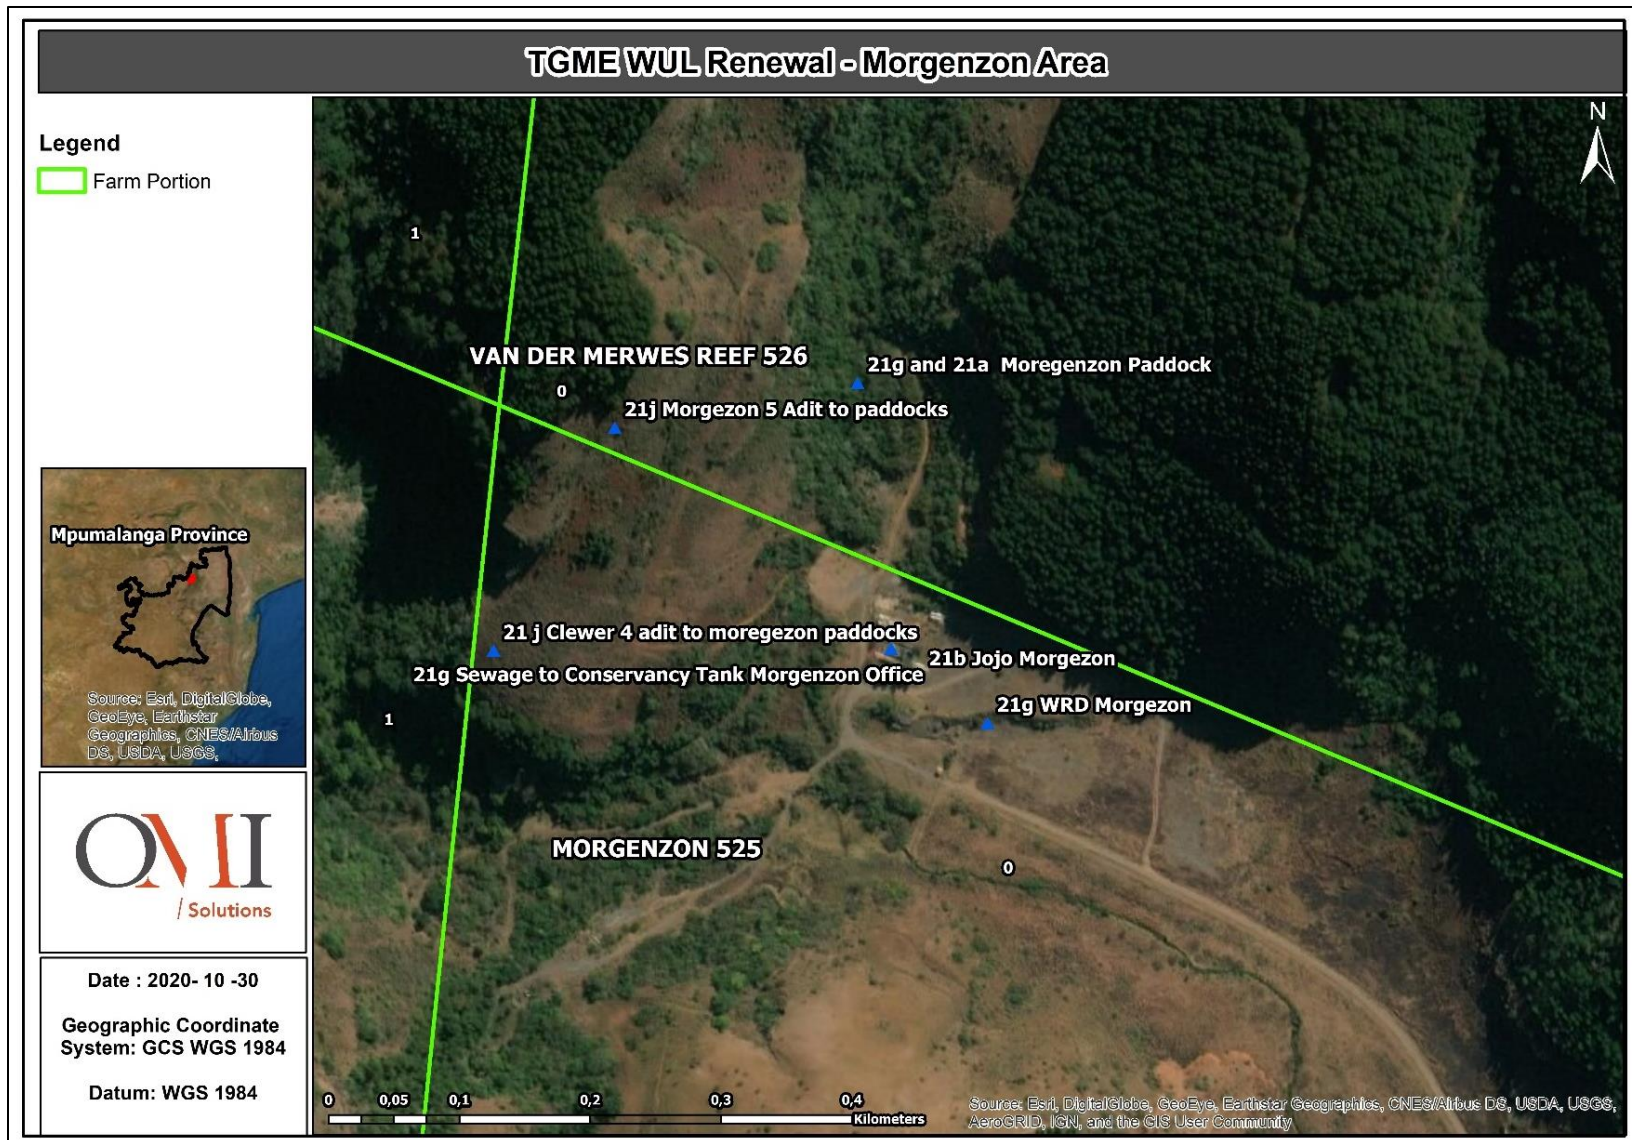 TGME WUL Renewal - Morgenzon Area
Legend
Farm Portion
N
1
VAN DER MERWES REEF 526
0
21g and 21a Moregenzon Paddock
21j Morgezon 5 Adit to paddocks
21 j Clewer 4 adit to moregezon paddocks
21g Sewage to Conservancy Tank Morgenzon Office
21b Jojo Morgezon
21g WRD Morgezon
1
MORGENZON 525
0
Mpumalanga Province
Source: Esri, DigitalGlobe,
GeoEye, Earthstar
Geographics, CNES/Airbus
DS, USDA, USGS,
OMI
/ Solutions
Date : 2020- 10 -30
Geographic Coordinate
System: GCS WGS 1984
Datum: WGS 1984
0 0,05 0,1 0,2 0,3 0,4
Kilometers
Source: Esri, DigitalGlobe, GeoEye, Earthstar Geographics, CNES/Airbus DS, USDA, USGS,
AeroGRID, IGN, and the GIS User Community